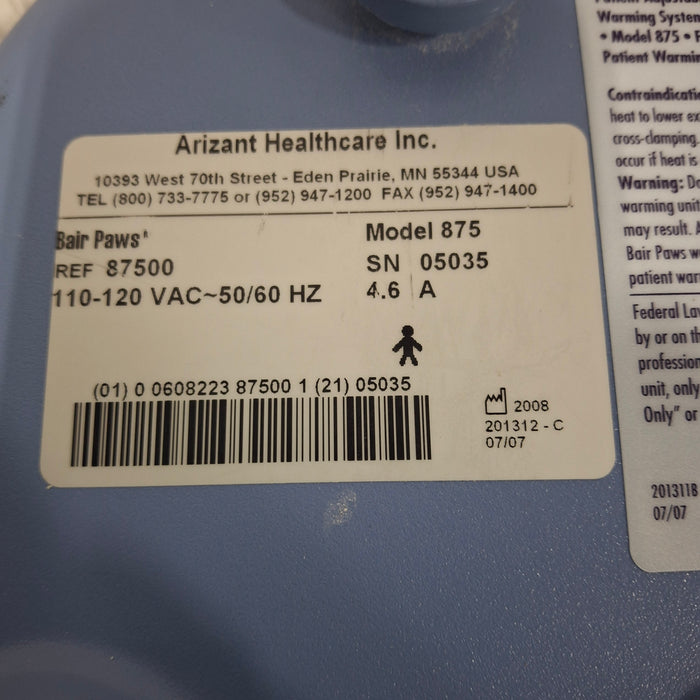 Arizant Healthcare Inc.
10393 West 70th Street - Eden Prairie, MN 55344 USA
TEL (800) 733-7775 or (952) 947-1200 FAX (952) 947-1400
Bair Paws
Model 875
REF 87500
SN 05035
110-120 VAC~50/60 HZ
4.6 A
(01) 0 0608223 87500 1 (21) 05035
2008
201312 - C
07/07
Warming System
• Model 875 •
Patient
Contraindicati
heat to lower ex
cross-clamping.
occur if heat is
Warning: Do
warming unit
may result.
Bair Paws
patient war
Federal La
by or on th
profession
unit, only
Only" or
201311B
07/07